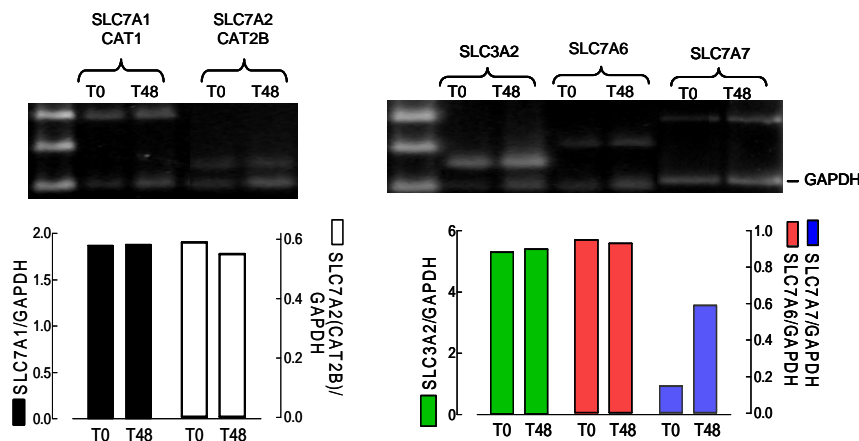 SLC7A1
CAT1
SLC7A2
CAT2B
T0 T48 T0 T48
SLC3A2 SLC7A6 SLC7A7
T0 T48 T0 T48 T0 T48
GAPDH
SLC7A1/GAPDH
2.0
1.5
1.0
0.5
0.0
T0 T48 T0 T48
0.6
0.4
0.2
0.0
SLC7A2(CAT2B)/
GAPDH
SLC3A2/GAPDH
6
4
2
0
T0 T48 T0 T48 T0 T48
1.0
0.8
0.6
0.4
0.2
0.0
SLC7A6/GAPDH
SLC7A7/GAPDH